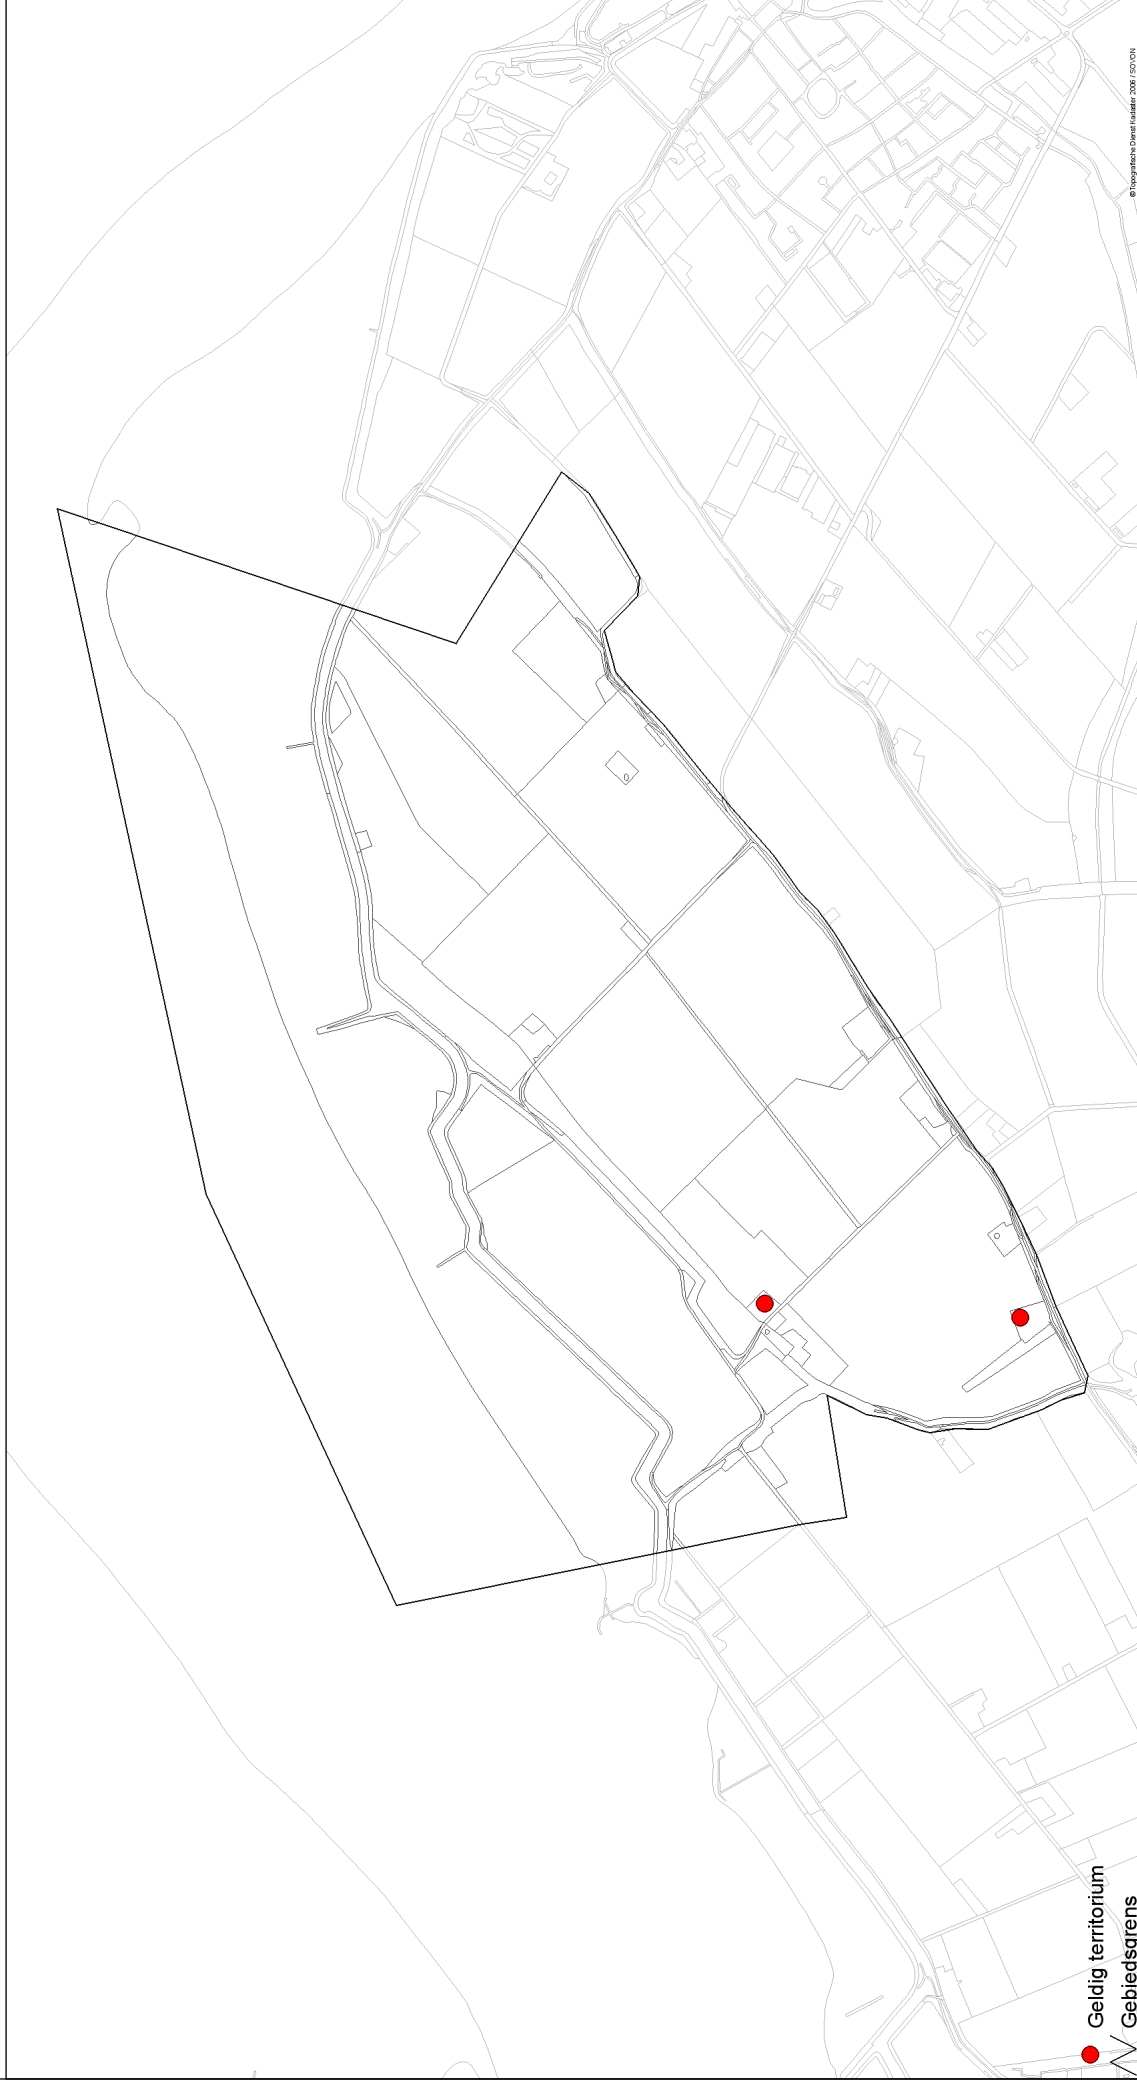 © Topografische Dienst Kadaster 2006 / SOVON
Geldig territorium
Gebiedsgrens